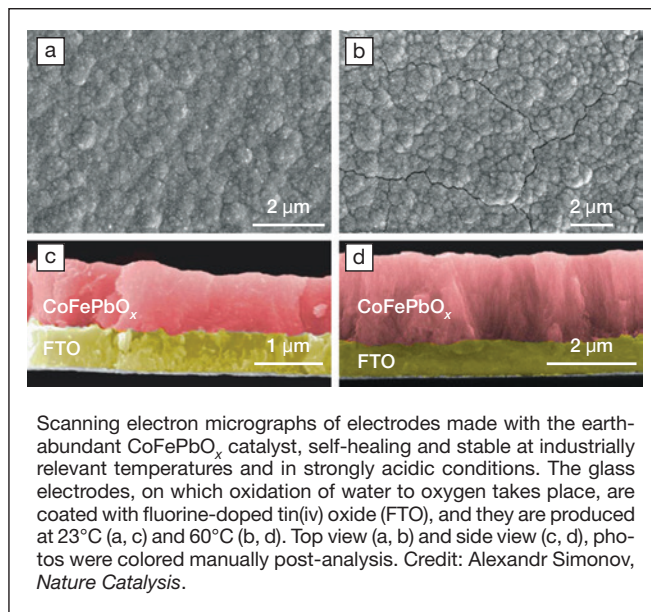 a
b
2 μm
2 μm
c
d
CoFePbOx
CoFePbOx
FTO
1 μm
FTO
2 μm
Scanning electron micrographs of electrodes made with the earth-
abundant CoFePbOx catalyst, self-healing and stable at industrially
relevant temperatures and in strongly acidic conditions. The glass
electrodes, on which oxidation of water to oxygen takes place, are
coated with fluorine-doped tin(iv) oxide (FTO), and they are produced
at 23°C (a, c) and 60°C (b, d). Top view (a, b) and side view (c, d), pho-
tos were colored manually post-analysis. Credit: Alexandr Simonov,
Nature Catalysis.